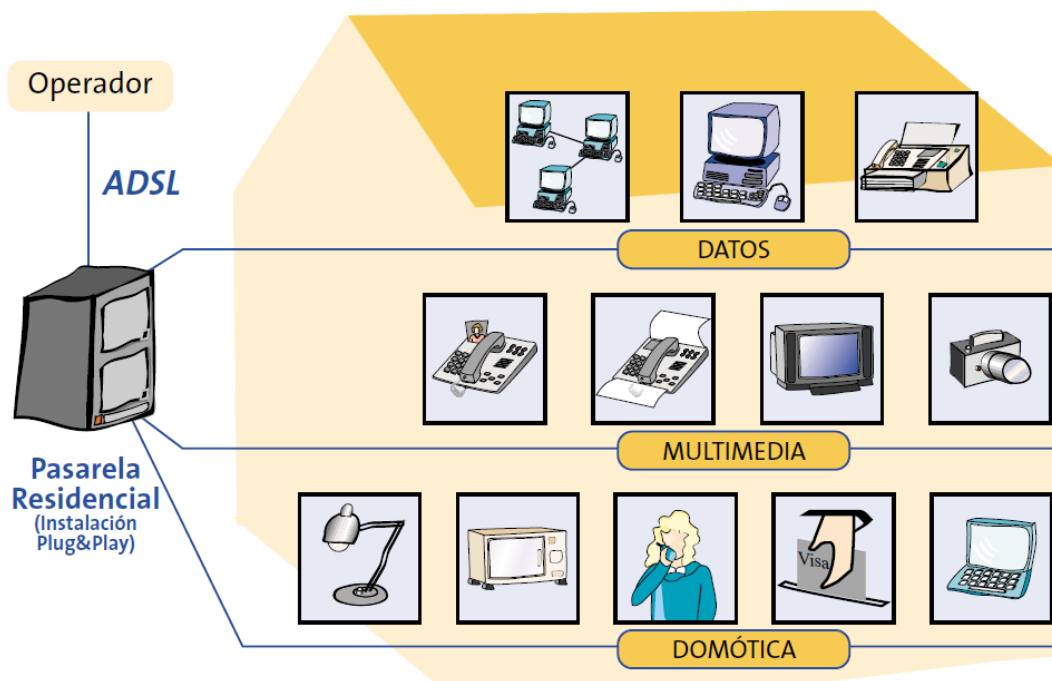 Operador
ADSL
DATOS
MULTIMEDIA
Pasarela
Residencial
(Instalación
Plug&Play)
Visa
DOMÓTICA